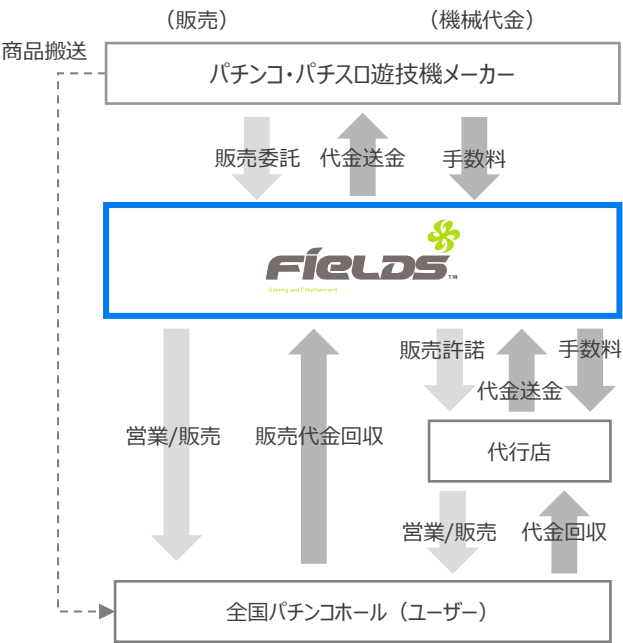 （販売）
（機械代金）
商品搬送
パチンコ・パチスロ遊技機メーカー
販売委託
代金送金
手数料
FIELDS
TM
Gaming and Entertainment
販売許諾
手数料
代金送金
営業/販売
販売代金回収
代行店
営業/販売
代金回収
全国パチンコホール（ユーザー）